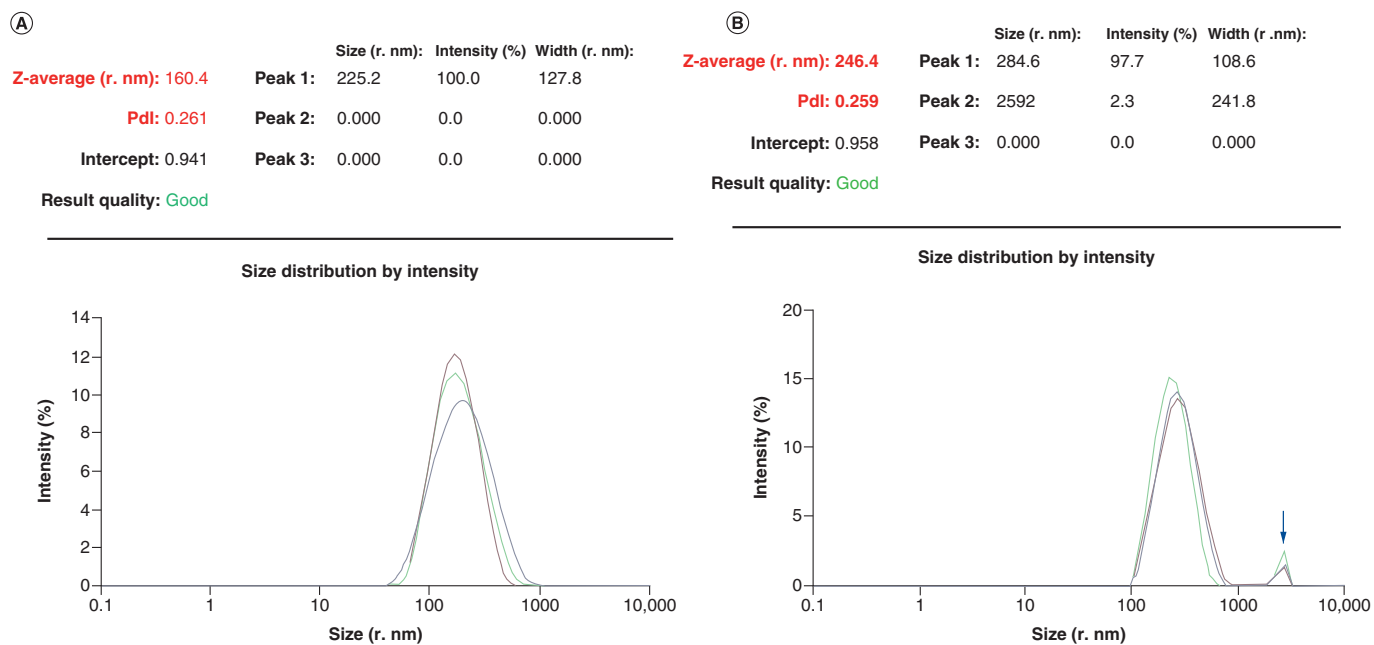 A
Size (r. nm): Intensity (%) Width (r. nm):
Z-average (r. nm): 160.4 Peak 1: 225.2 100.0 127.8
PdI: 0.261 Peak 2: 0.000 0.0 0.000
Intercept: 0.941 Peak 3: 0.000 0.0 0.000
Result quality: Good
Size distribution by intensity
14
12
10
8
6
4
2
0
Intensity (%)
0.1 1 10 100 1000 10,000
Size (r. nm)
B
Size (r. nm): Intensity (%) Width (r .nm):
Z-average (r. nm): 246.4 Peak 1: 284.6 97.7 108.6
PdI: 0.259 Peak 2: 2592 2.3 241.8
Intercept: 0.958 Peak 3: 0.000 0.0 0.000
Result quality: Good
Size distribution by intensity
20
15
10
5
0
Intensity (%)
0.1 1 10 100 1000 10,000
Size (r. nm)